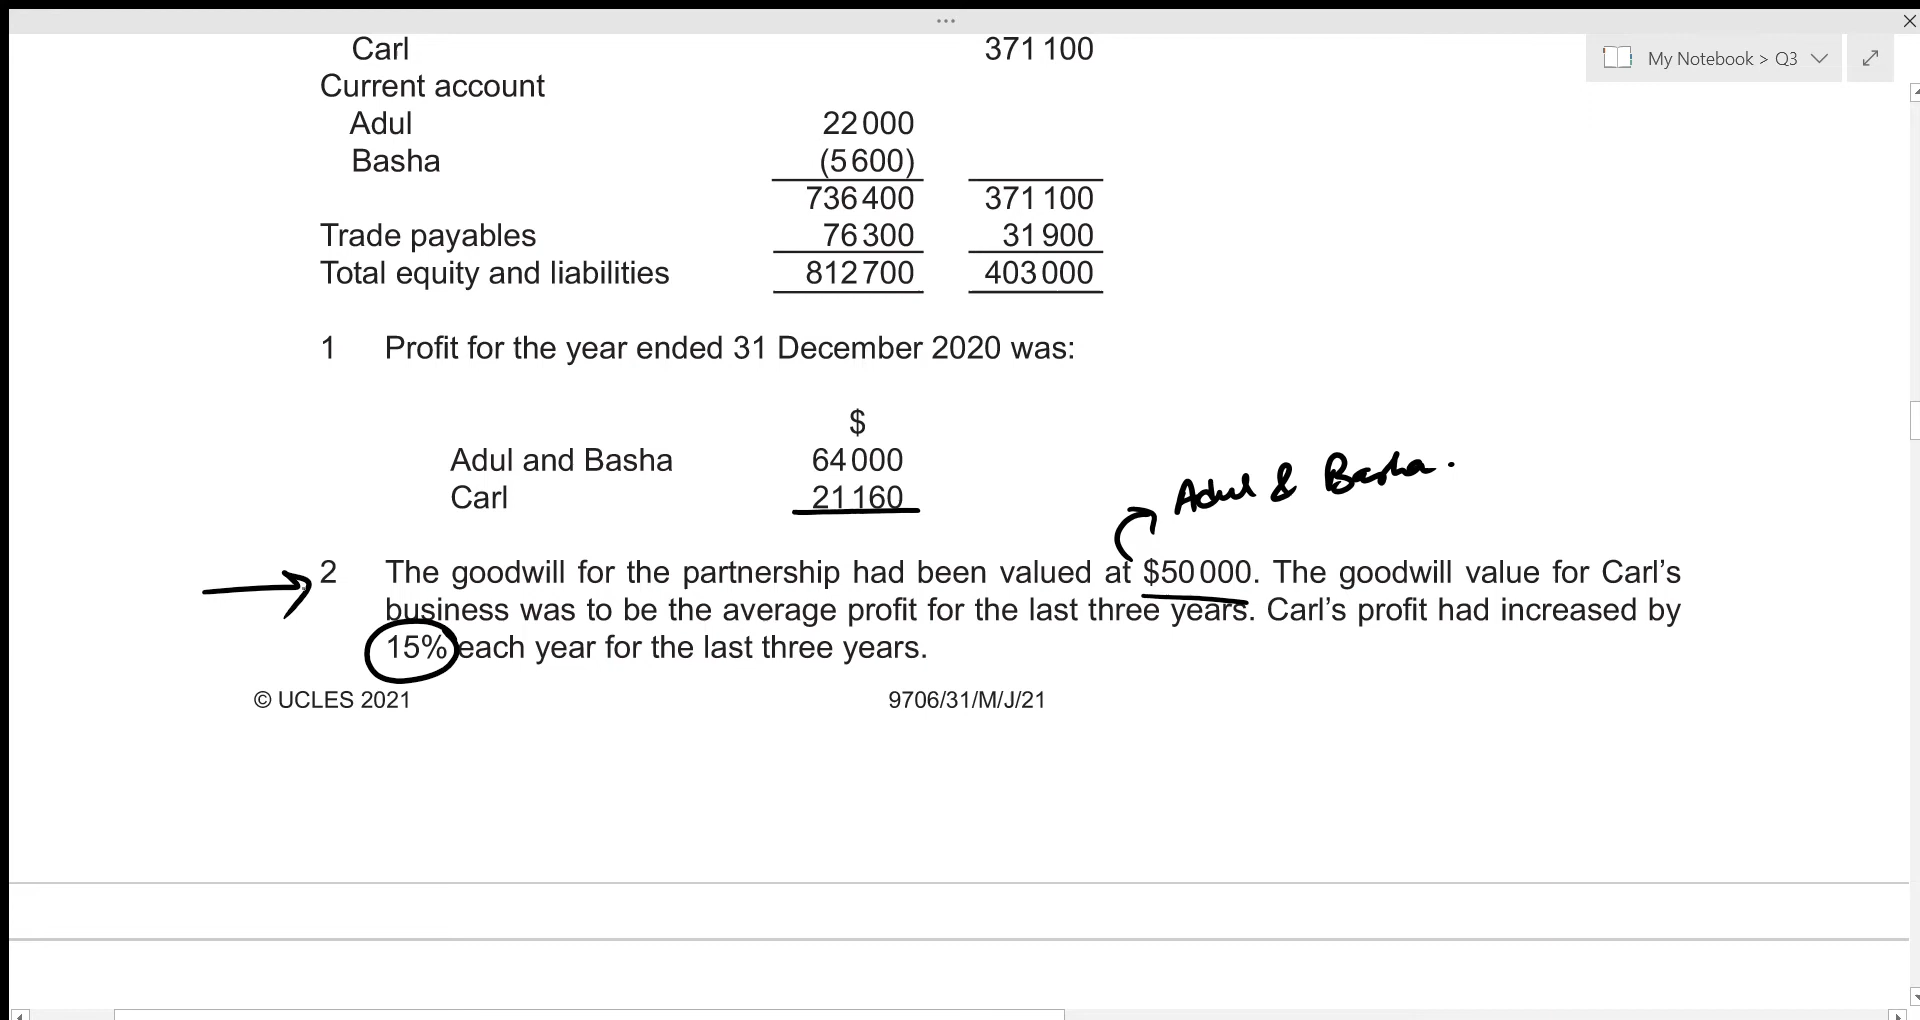 My Notebook > Q3
Carl 371 100
Current account
Adul 22 000
Basha (5 600)
736 400 371 100
Trade payables 76 300 31 900
Total equity and liabilities 812 700 403 000
1 Profit for the year ended 31 December 2020 was:
$
Adul and Basha 64 000
Carl 21 160
Adul & Basha.
2 The goodwill for the partnership had been valued at $50 000. The goodwill value for Carl's
business was to be the average profit for the last three years. Carl's profit had increased by
15% each year for the last three years.
© UCLES 2021 9706/31/M/J/21